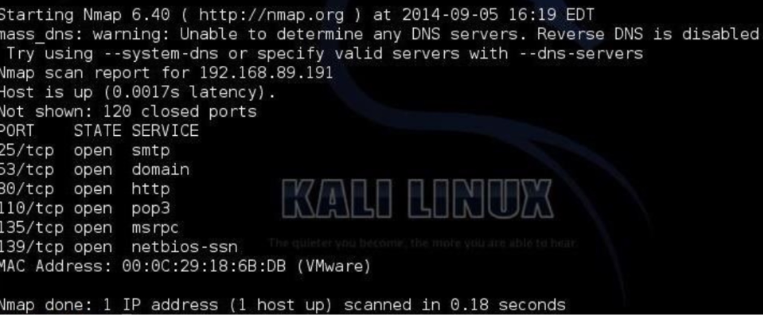 Starting Nmap 6.40 ( http://nmap.org ) at 2014-09-05 16:19 EDT
mass_dns: warning: Unable to determine any DNS servers. Reverse DNS is disabled
Try using --system-dns or specify valid servers with --dns-servers
Nmap scan report for 192.168.89.191
Host is up (0.0017s latency).
Not shown: 120 closed ports
PORT STATE SERVICE
25/tcp open smtp
53/tcp open domain
80/tcp open http
110/tcp open pop3
135/tcp open msrpc
139/tcp open netbios-ssn
MAC Address: 00:0C:29:18:6B:DB (VMware)
Nmap done: 1 IP address (1 host up) scanned in 0.18 seconds
KALI LINUX
The quieter you become, the more you are able to hear.